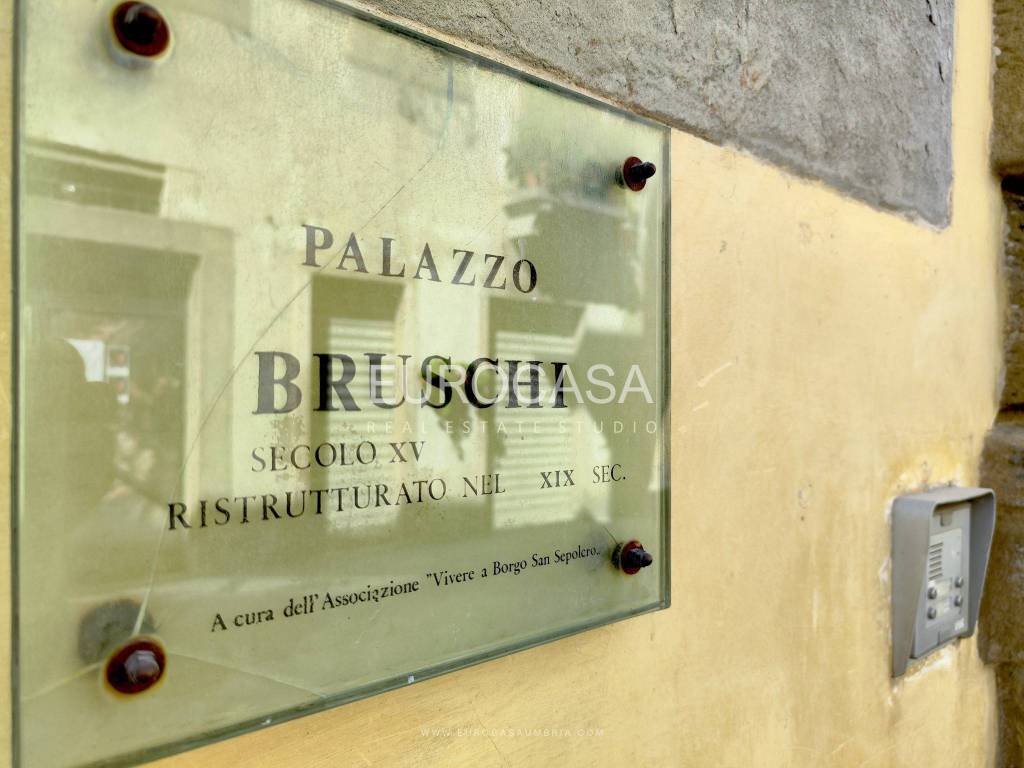 PALAZZO
BRUSCHI
EUROCASA
REAL ESTATE STUDIO
SECOLO XV
RISTRUTTURATO NEL XIX SEC.
A cura dell'Associazione "Vivere a Borgo San Sepolcro..
WWW.EUROCASAUMBRIA.COM